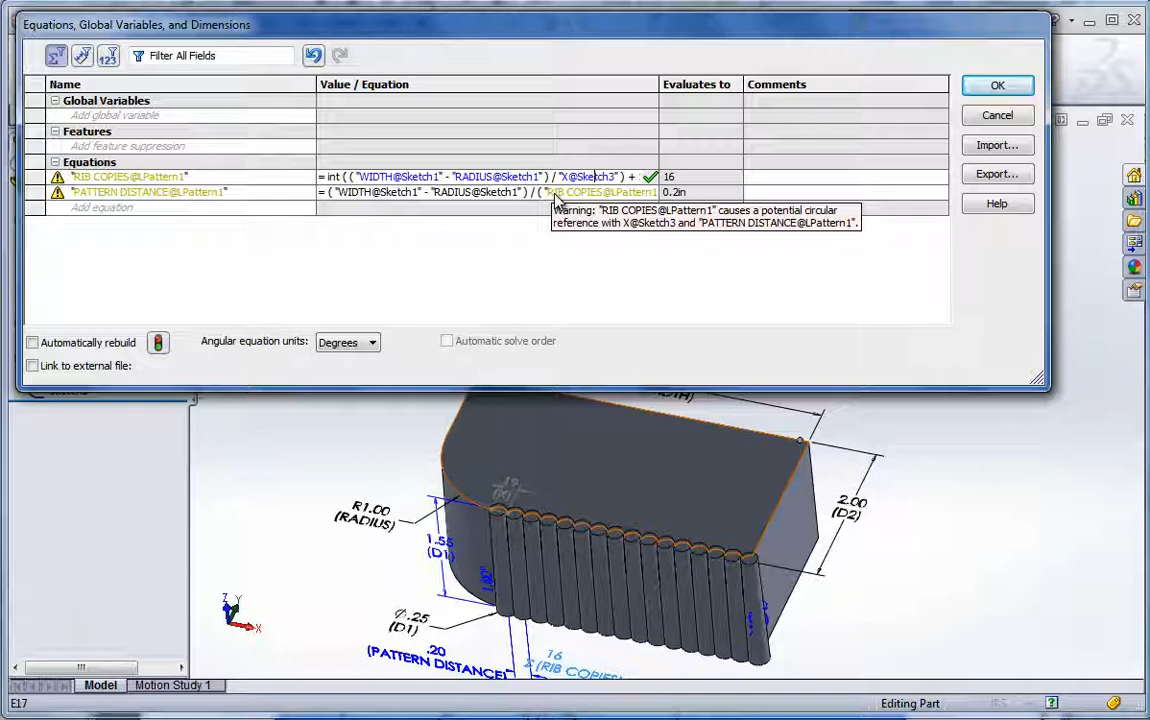 Equations, Global Variables, and Dimensions
Σ
123
Filter All Fields
Name
Value / Equation
Evaluates to
Comments
Global Variables
Add global variable
Features
Add feature suppression
Equations
"RIB COPIES@LPattern1"
= int ( ( "WIDTH@Sketch1" - "RADIUS@Sketch1" ) / "X@Sketch3" ) +
16
"PATTERN DISTANCE@LPattern1"
= ( "WIDTH@Sketch1" - "RADIUS@Sketch1" ) / ( "RIB COPIES@LPattern1
0.2in
Add equation
Warning: "RIB COPIES@LPattern1" causes a potential circular
reference with X@Sketch3 and "PATTERN DISTANCE@LPattern1".
OK
Cancel
Import...
Export...
Help
Automatically rebuild
Angular equation units:
Degrees
Automatic solve order
Link to external file:
R1.00
(RADIUS)
1.55
(D1)
2.00
(D2)
Ø.25
(D1)
.20
(PATTERN DISTANCE)
16
Σ (RIB COPIES
Z
Y
X
Model
Motion Study 1
E17
Editing Part